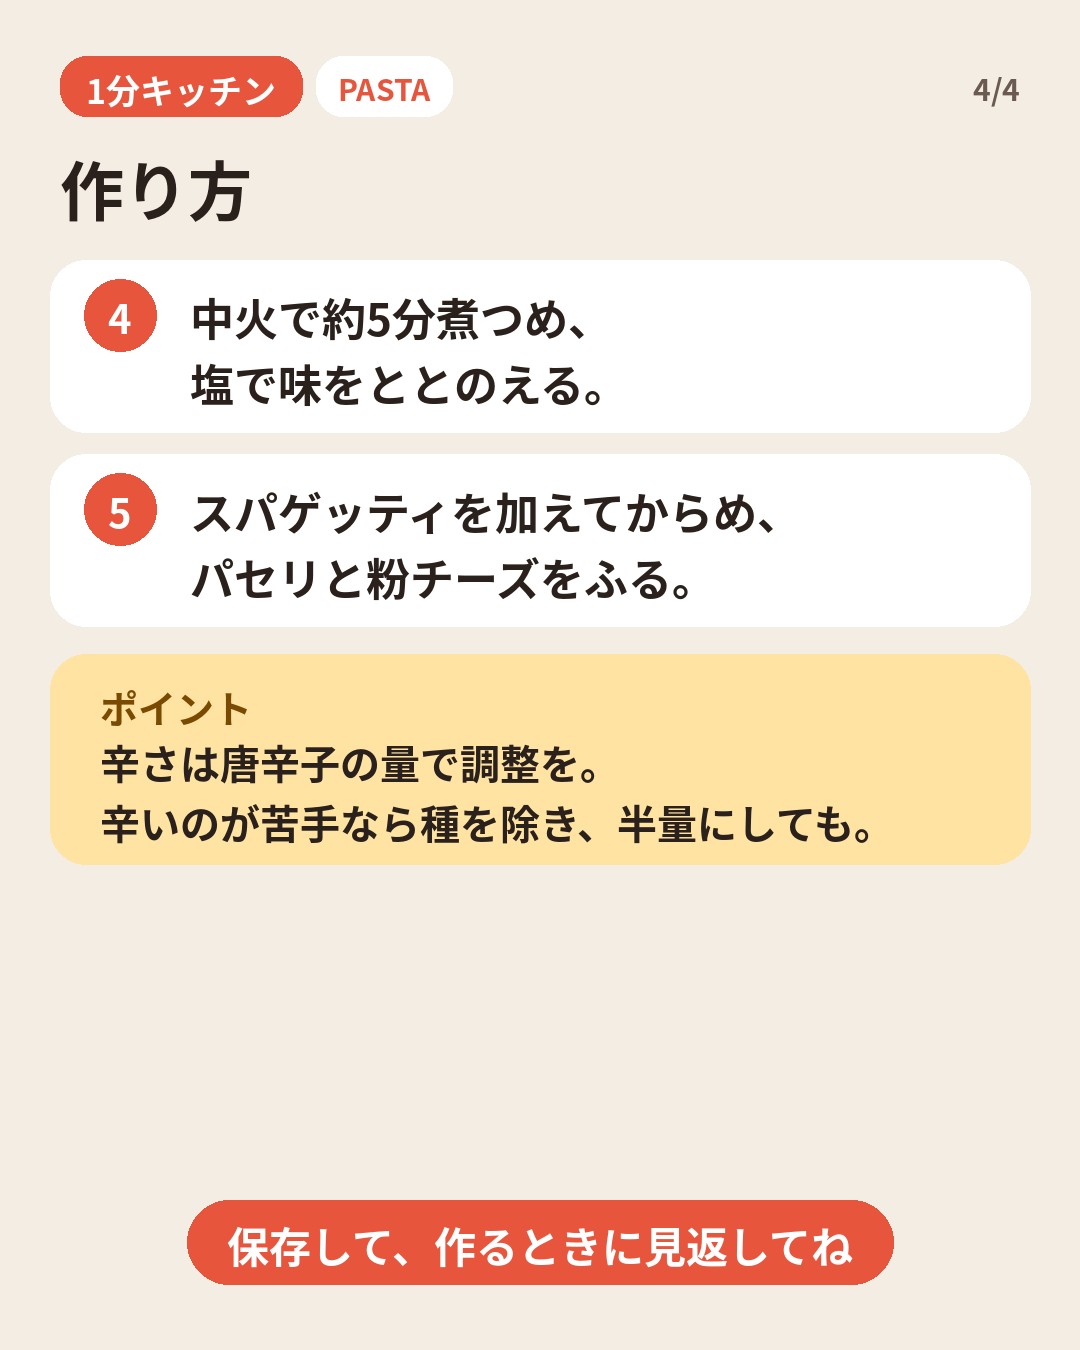 1分キッチン PASTA 4/4
作り方
4 中火で約5分煮つめ、
塩で味をととのえる。
5 スパゲッティを加えてからめ、
パセリと粉チーズをふる。
ポイント
辛さは唐辛子の量で調整を。
辛いのが苦手なら種を除き、半量にしても。
保存して、作るときに見返してね